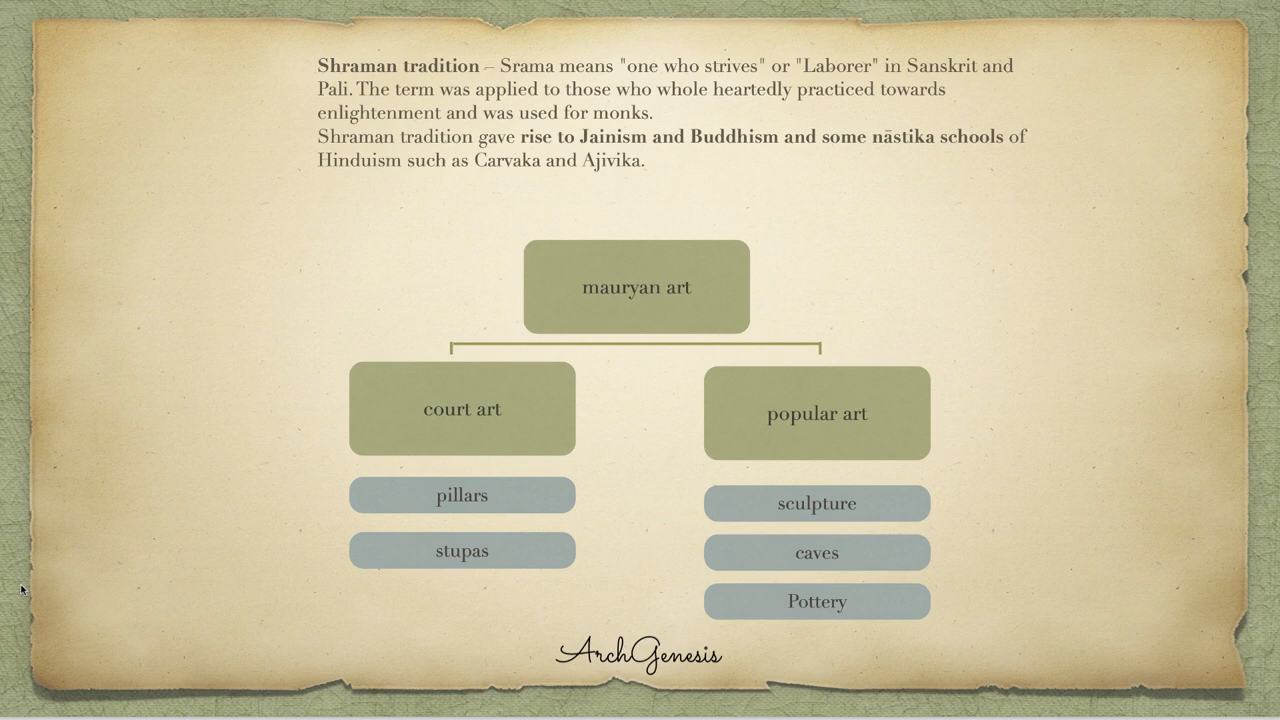 Shraman tradition – Srama means "one who strives" or "Laborer" in Sanskrit and
Pali. The term was applied to those who whole heartedly practiced towards
enlightenment and was used for monks.
Shraman tradition gave rise to Jainism and Buddhism and some nāstika schools of
Hinduism such as Carvaka and Ajivika.
mauryan art
court art
pillars
stupas
popular art
sculpture
caves
Pottery
ArchGenesis